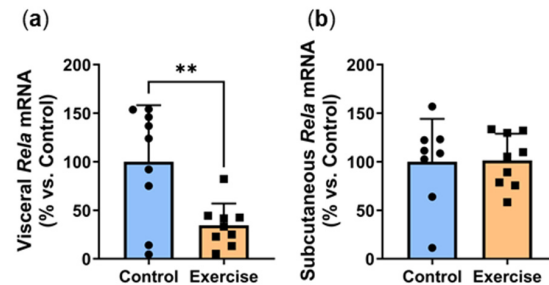 (a)
Visceral Rela mRNA
(% vs. Control)
200
150
100
50
0
**
Control Exercise
(b)
Subcutaneous Rela mRNA
(% vs. Control)
200
150
100
50
0
Control Exercise